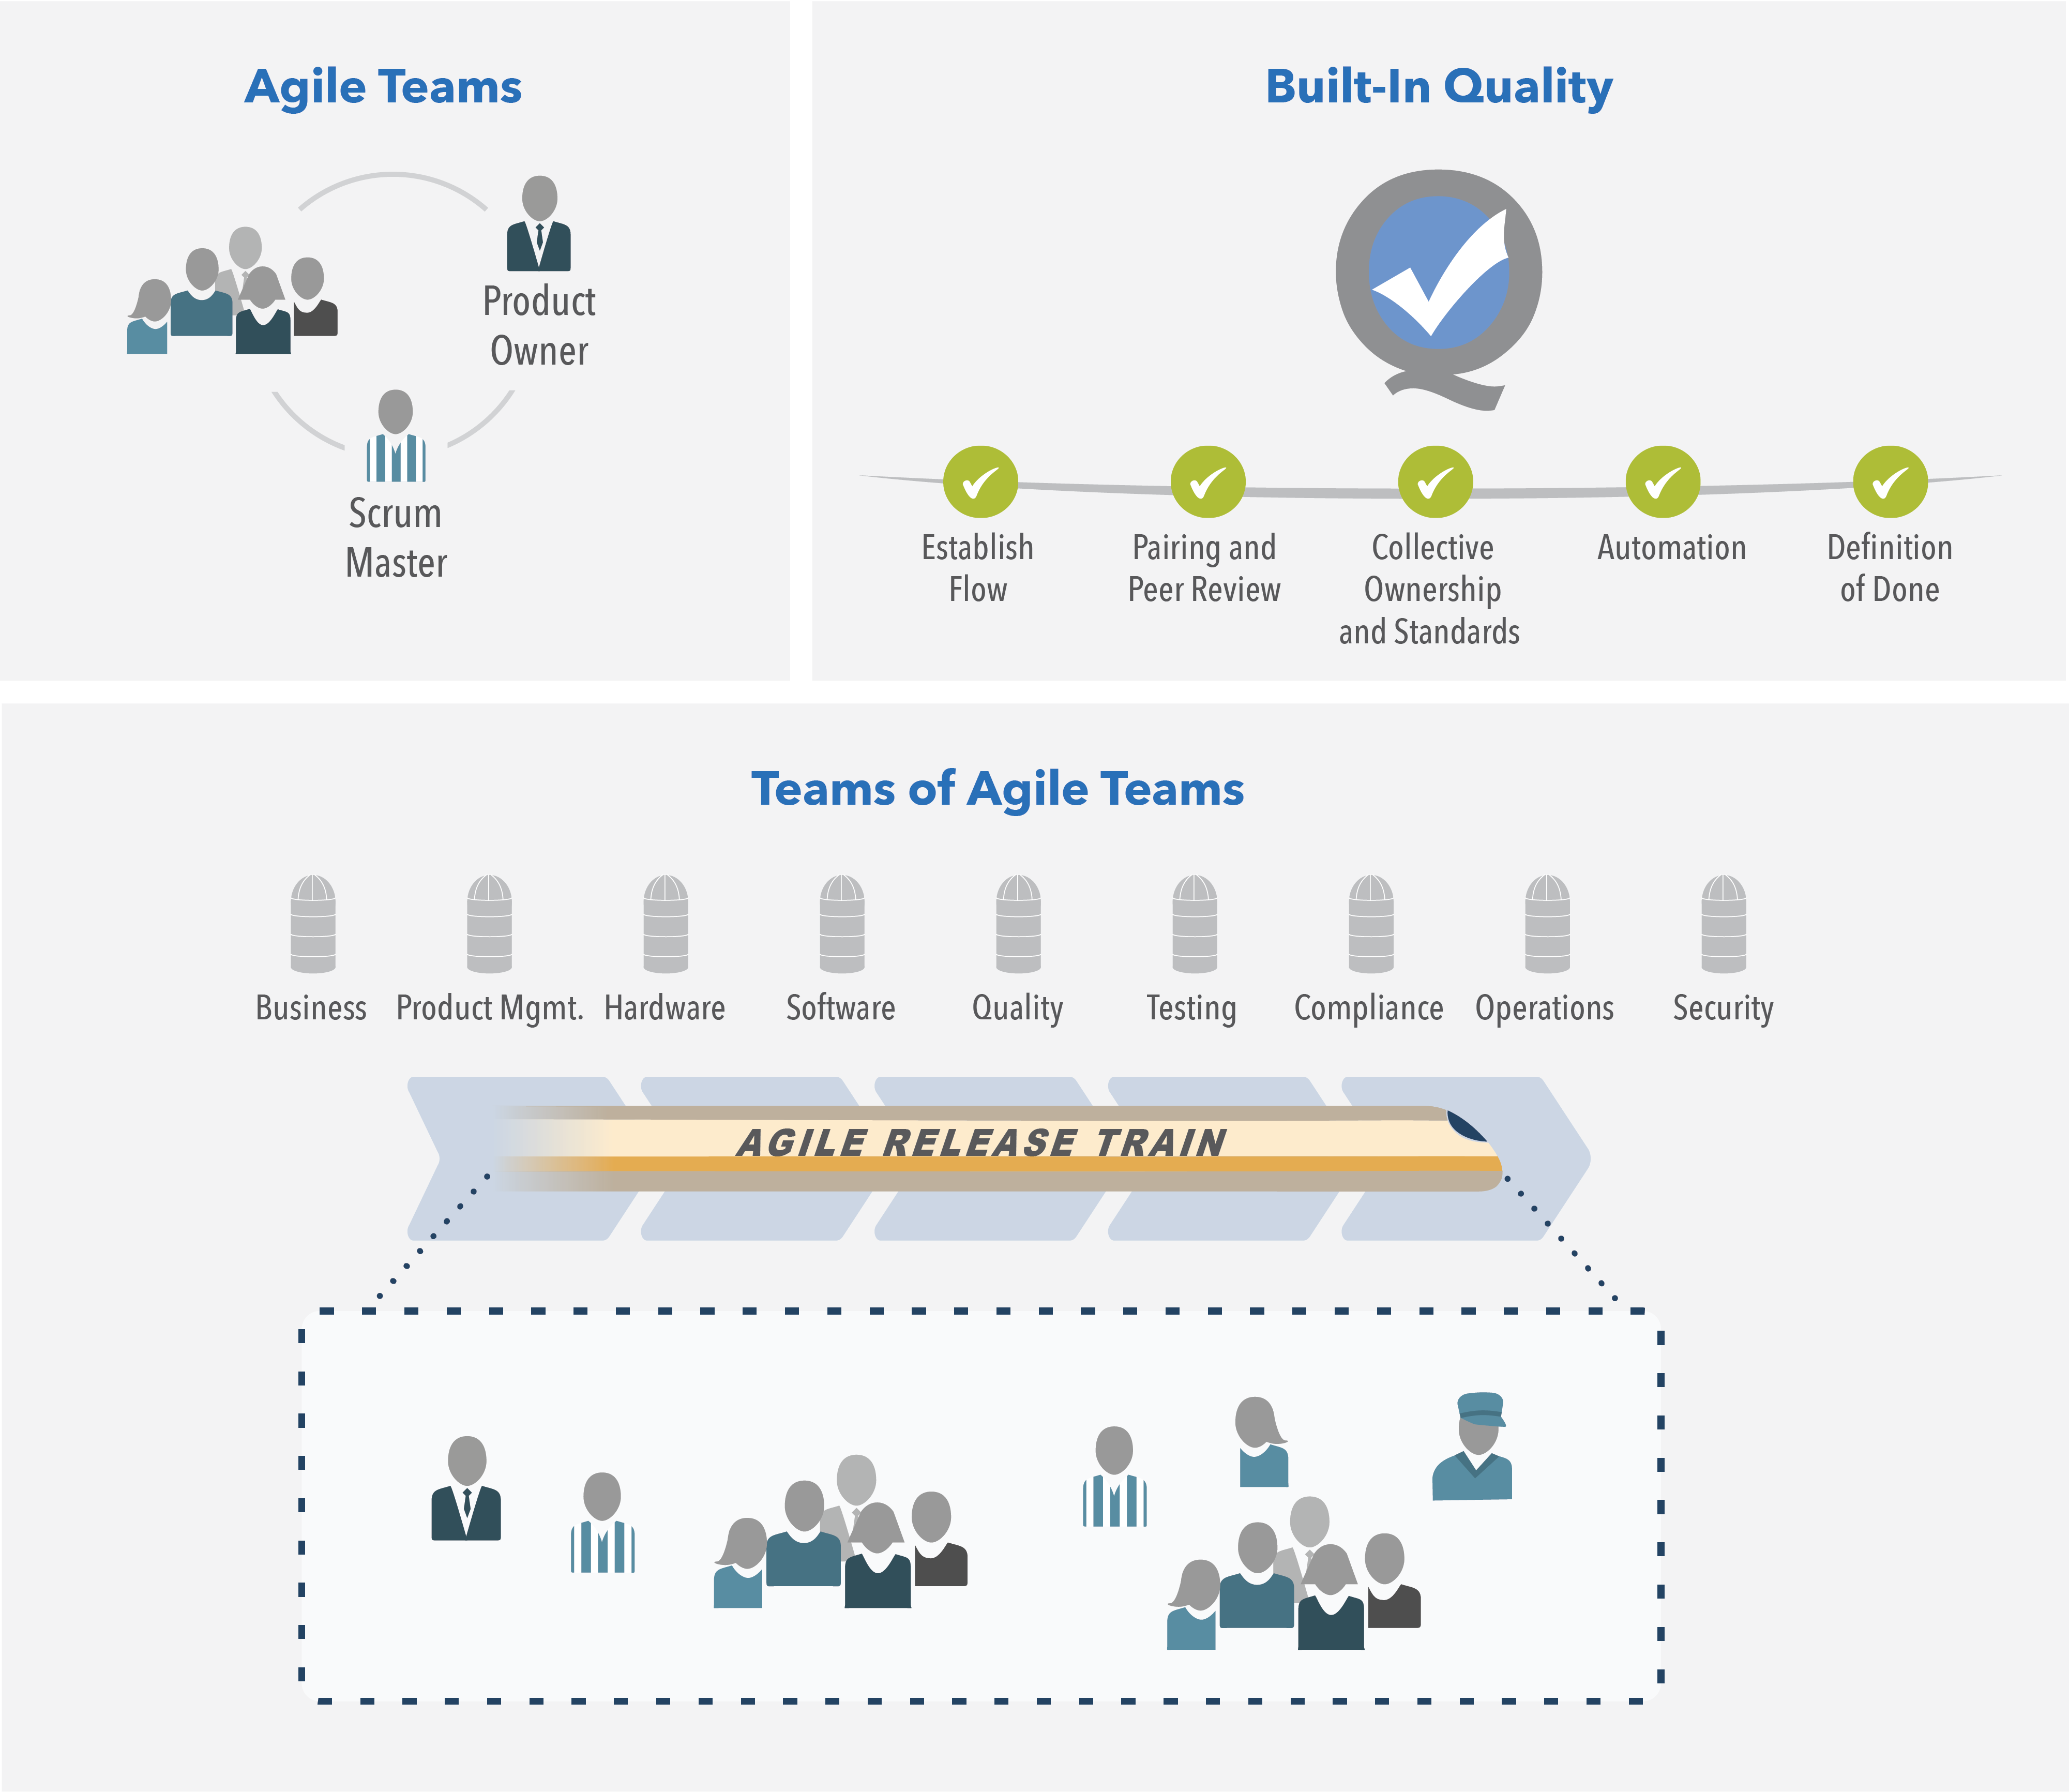 Agile Teams
Product
Owner
Scrum
Master
Built-In Quality
Establish
Flow
Pairing and
Peer Review
Collective
Ownership
and Standards
Automation
Definition
of Done
Teams of Agile Teams
Business
Product Mgmt.
Hardware
Software
Quality
Testing
Compliance
Operations
Security
AGILE RELEASE TRAIN